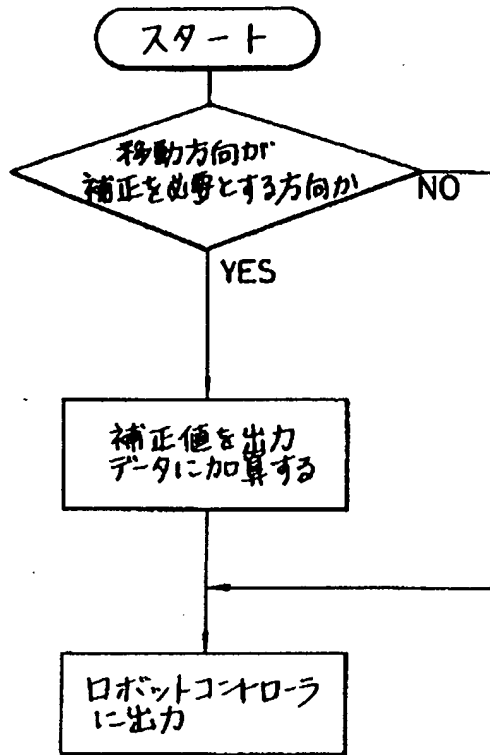 スタート
移動方向が
補正を必要とする方向か
NO
YES
補正値を出力
データに加算する
ロボットコントローラ
に出力